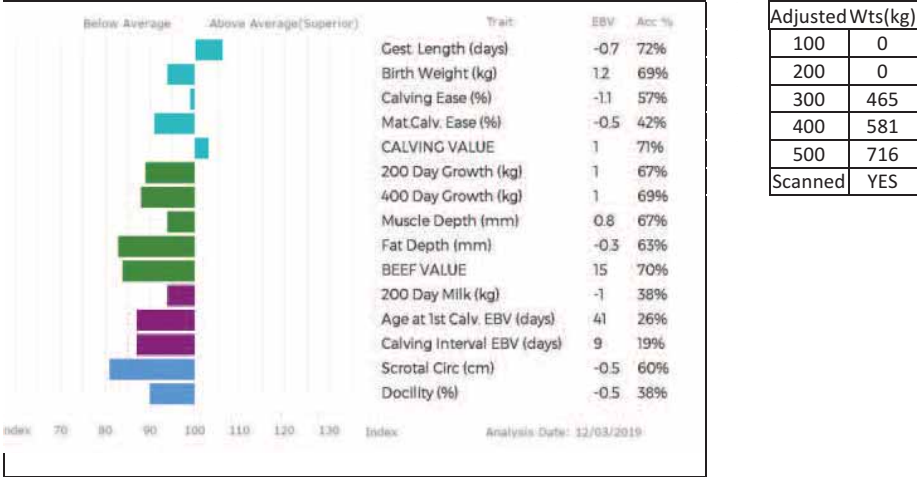 Below Average Above Average(Superior) Trait EBV Acc %
Gest. Length (days) -0.7 72%
Birth Weight (kg) 1.2 69%
Calving Ease (%) -1.1 57%
Mat.Calv. Ease (%) -0.5 42%
CALVING VALUE 1 71%
200 Day Growth (kg) 1 67%
400 Day Growth (kg) 1 69%
Muscle Depth (mm) 0.8 67%
Fat Depth (mm) -0.3 63%
BEEF VALUE 15 70%
200 Day Milk (kg) -1 38%
Age at 1st Calv. EBV (days) 41 26%
Calving Interval EBV (days) 9 19%
Scrotal Circ (cm) -0.5 60%
Docility (%) -0.5 38%
ndex 70 80 90 100 110 120 130 Index Analysis Date: 12/03/2019
Adjusted Wts(kg)
100 0
200 0
300 465
400 581
500 716
Scanned YES